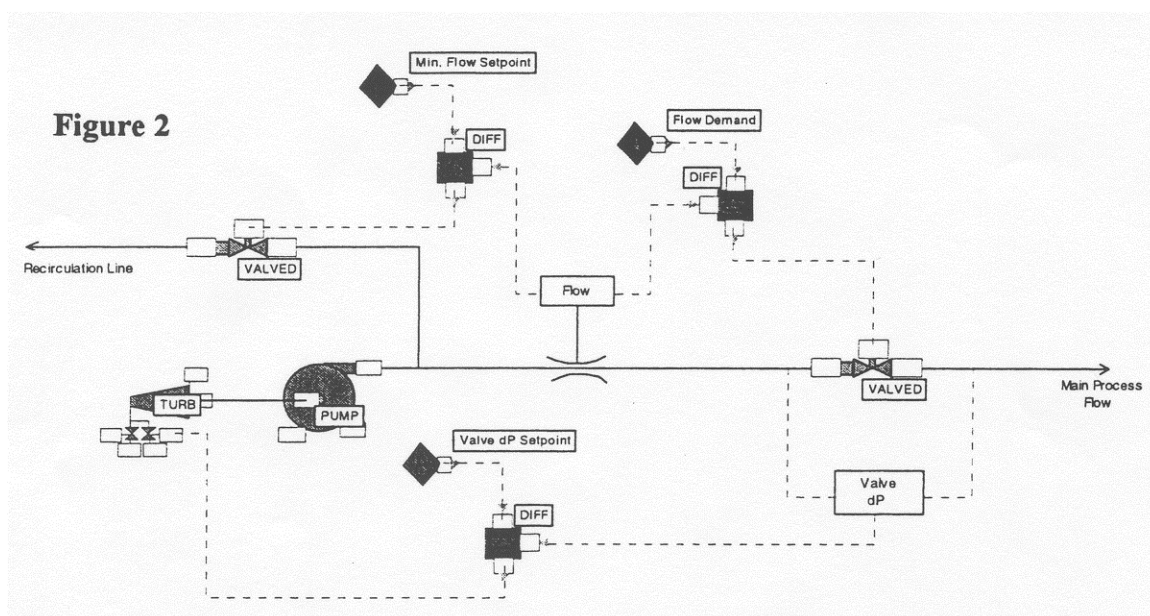 Min. Flow Setpoint
Figure 2
Flow Demand
DIFF
DIFF
Recirculation Line
VALVED
Flow
VALVED
Main Process
Flow
TURB
PUMP
Valve dP Setpoint
Valve
dP
DIFF